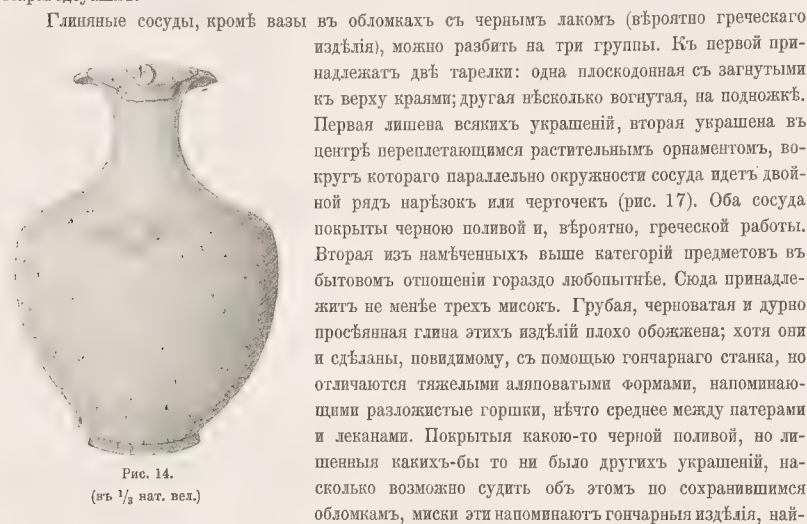 Глиняные сосуды, кромѣ вазы въ обломкахъ съ чернымъ лакомъ (вѣроятно греческаго
издѣлія), можно разбить на три группы. Къ первой при-
надлежатъ двѣ тарелки: одна плоскодонная съ загнутыми
къ верху краями; другая нѣсколько вогнутая, на подножкѣ.
Первая лишена всякихъ украшеній, вторая украшена въ
центрѣ переплетающимся растительнымъ орнаментомъ, во-
кругъ котораго параллельно окружности сосуда идетъ двой-
ной рядъ нарѣзокъ или черточекъ (рис. 17). Оба сосуда
покрыты черною поливой и, вѣроятно, греческой работы.
Вторая изъ намѣченныхъ выше категорій предметовъ въ
бытовомъ отношеніи гораздо любопытнѣе. Сюда принадле-
житъ не менѣе трехъ мисокъ. Грубая, черноватая и дурно
просѣянная глина этихъ издѣлій плохо обожжена; хотя они
и сдѣланы, повидимому, съ помощью гончарнаго станка, но
отличаются тяжелыми аляповатыми формами, напоминаю-
щими разложистые горшки, нѣчто среднее между патерами
и леканами. Покрытыя какою-то черной поливой, но ли-
шенныя какихъ-бы то ни было другихъ украшеній, на-
сколько возможно судить объ этомъ по сохранившимся
обломкамъ, миски эти напоминаютъ гончарныя издѣлія, най-
Рис. 14.
(въ 1/3 нат. вел.)